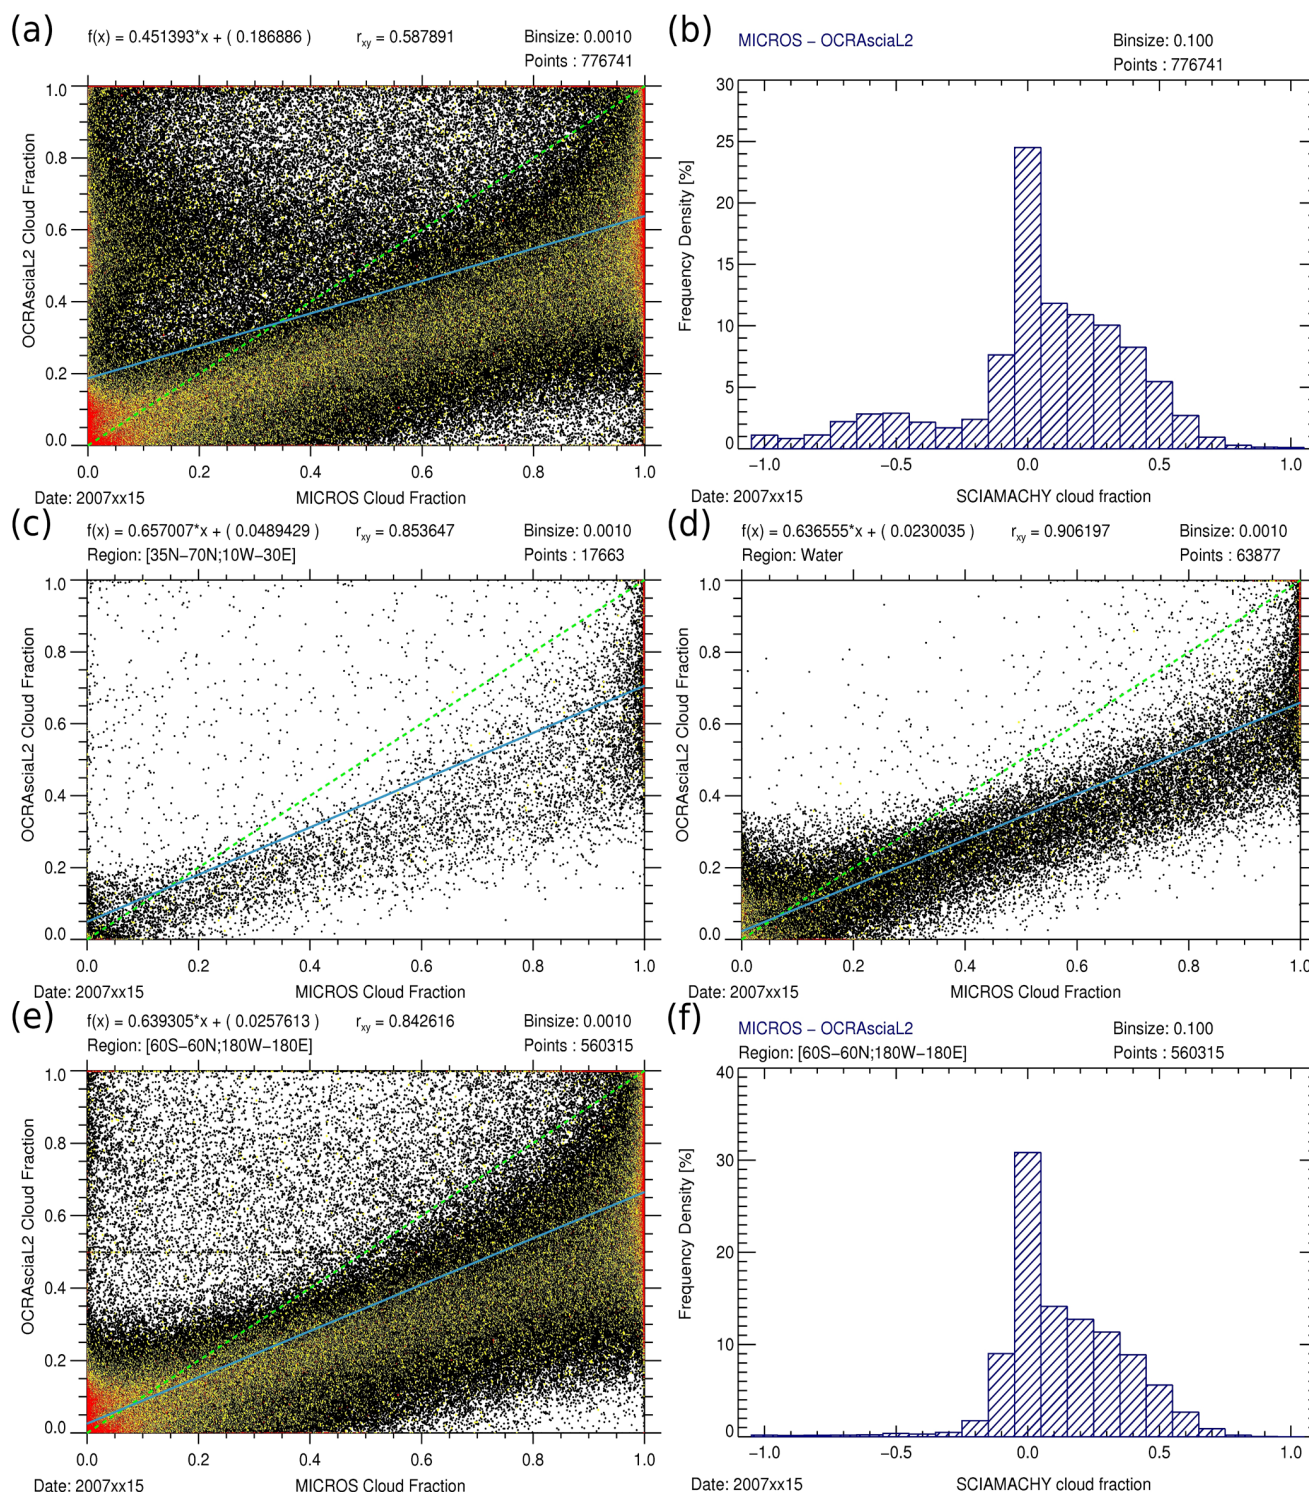 (a)
f(x) = 0.451393*x + ( 0.186886 ) rxy = 0.587891 Binsize: 0.0010
Points : 776741
1.0
0.8
0.6
0.4
0.2
0.0
OCRAsciaL2 Cloud Fraction
0.0 0.2 0.4 0.6 0.8 1.0
Date: 2007xx15 MICROS Cloud Fraction
(b)
MICROS − OCRAsciaL2 Binsize: 0.100
Points : 776741
30
25
20
15
10
5
0
Frequency Density [%]
−1.0 −0.5 0.0 0.5 1.0
Date: 2007xx15 SCIAMACHY cloud fraction
(c)
f(x) = 0.657007*x + ( 0.0489429 ) rxy = 0.853647 Binsize: 0.0010
Region: [35N−70N;10W−30E] Points : 17663
1.0
0.8
0.6
0.4
0.2
0.0
OCRAsciaL2 Cloud Fraction
0.0 0.2 0.4 0.6 0.8 1.0
Date: 2007xx15 MICROS Cloud Fraction
(d)
f(x) = 0.636555*x + ( 0.0230035 ) rxy = 0.906197 Binsize: 0.0010
Region: Water Points : 63877
1.0
0.8
0.6
0.4
0.2
0.0
OCRAsciaL2 Cloud Fraction
0.0 0.2 0.4 0.6 0.8 1.0
Date: 2007xx15 MICROS Cloud Fraction
(e)
f(x) = 0.639305*x + ( 0.0257613 ) rxy = 0.842616 Binsize: 0.0010
Region: [60S−60N;180W−180E] Points : 560315
1.0
0.8
0.6
0.4
0.2
0.0
OCRAsciaL2 Cloud Fraction
0.0 0.2 0.4 0.6 0.8 1.0
Date: 2007xx15 MICROS Cloud Fraction
(f)
MICROS − OCRAsciaL2 Binsize: 0.100
Region: [60S−60N;180W−180E] Points : 560315
40
30
20
10
0
Frequency Density [%]
−1.0 −0.5 0.0 0.5 1.0
Date: 2007xx15 SCIAMACHY cloud fraction